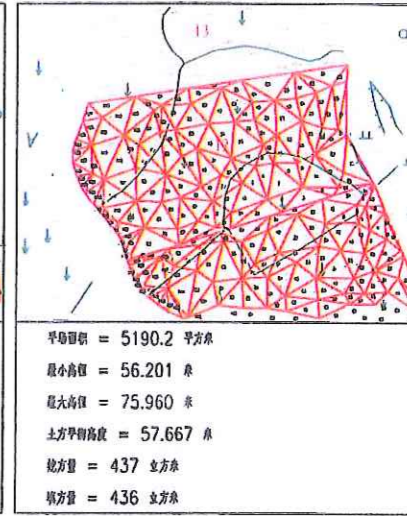 13
平场面积 = 5190.2 平方米
最小高程 = 56.201 米
最大高程 = 75.960 米
土方平衡高度 = 57.667 米
挖方量 = 437 立方米
填方量 = 436 立方米